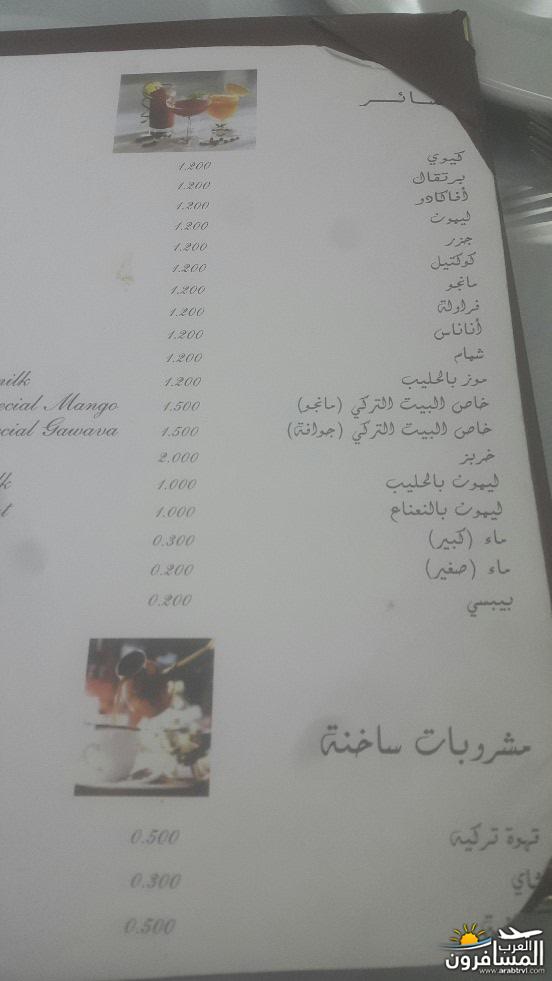 كيوي 1.200
برتقال 1.200
أفاكادو 1.200
ليمون 1.200
جزر 1.200
كوكتيل 1.200
مانجو 1.200
فراولة 1.200
أناناس 1.200
شمام 1.200
موز بالحليب 1.200
خاص البيت التركي (مانجو) 1.500 Mango
خاص البيت التركي (جوافة) 1.500 Gawava
خربز 2.000
ليمون بالحليب 1.000
ليمون بالنعناع 1.000
ماء (كبير) 0.300
ماء (صغير) 0.200
بيبسي 0.200
مشروبات ساخنة
قهوة تركية 0.500
شاي 0.300
0.500
العرب
المسافرون
www.arabtrvl.com